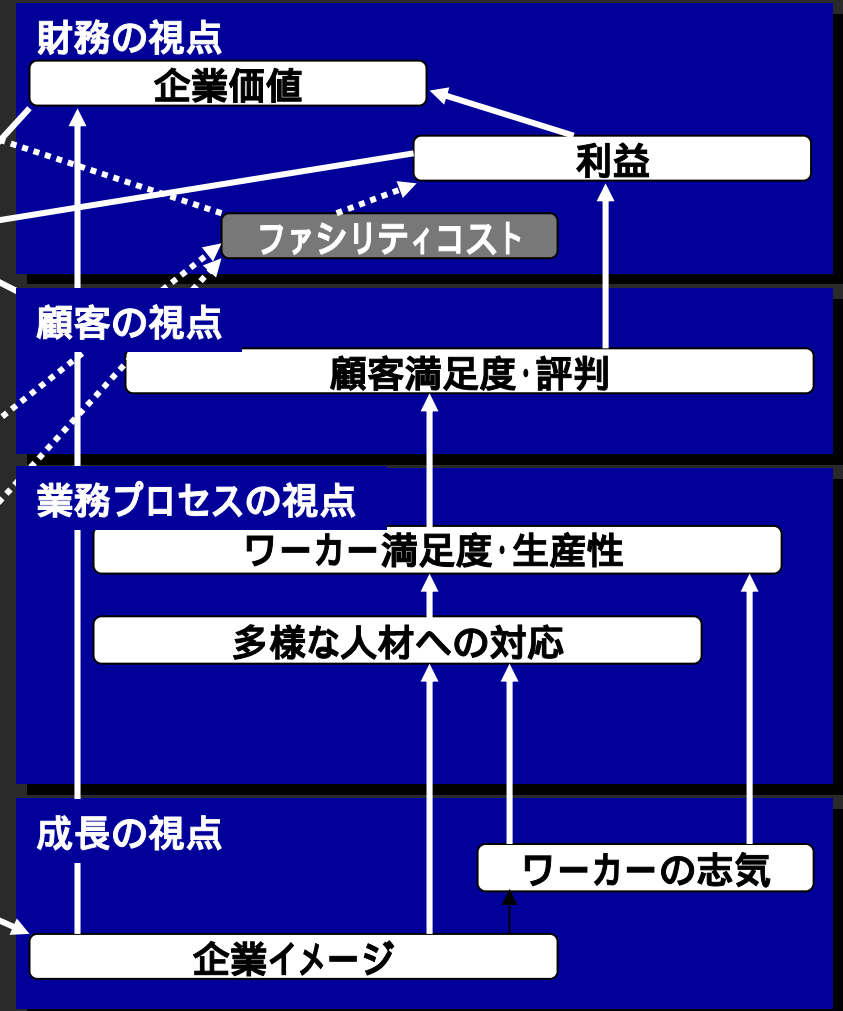 財務の視点
企業価値
利益
ファシリティコスト
顧客の視点
顧客満足度・評判
業務プロセスの視点
ワーカー満足度・生産性
多様な人材への対応
成長の視点
ワーカーの志気
企業イメージ